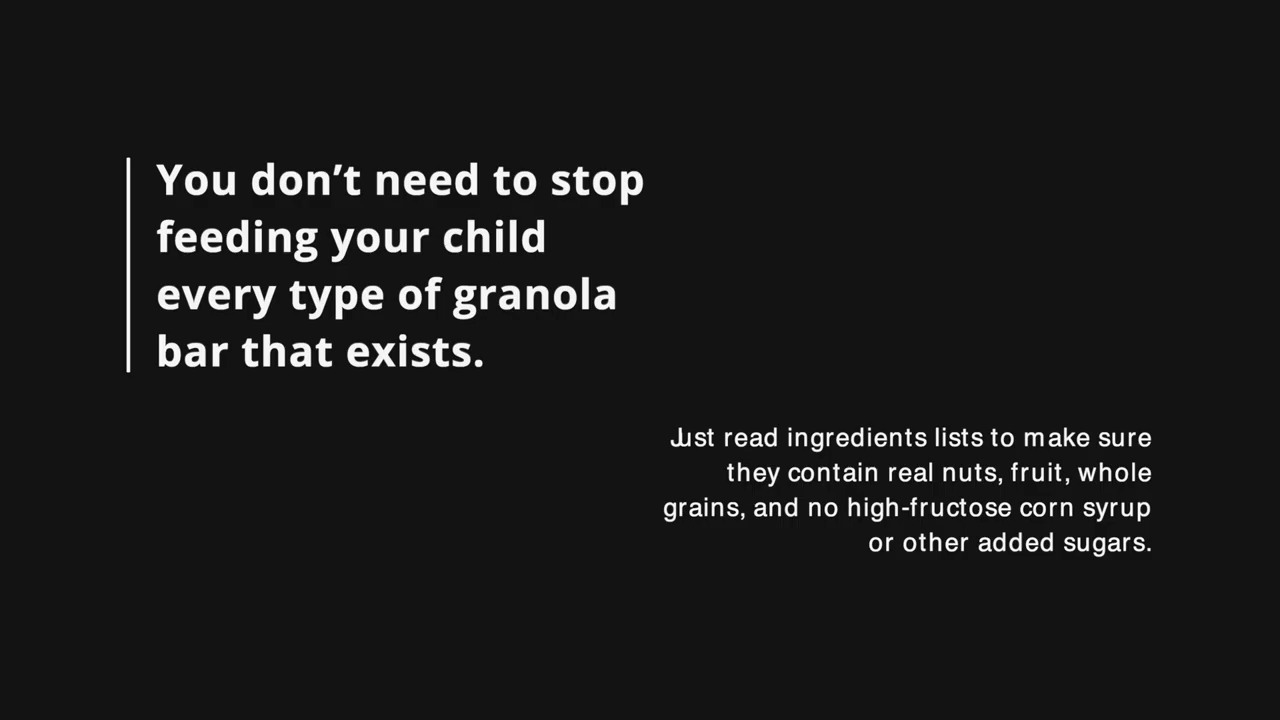 You don’t need to stop
feeding your child
every type of granola
bar that exists.
Just read ingredients lists to make sure
they contain real nuts, fruit, whole
grains, and no high-fructose corn syrup
or other added sugars.